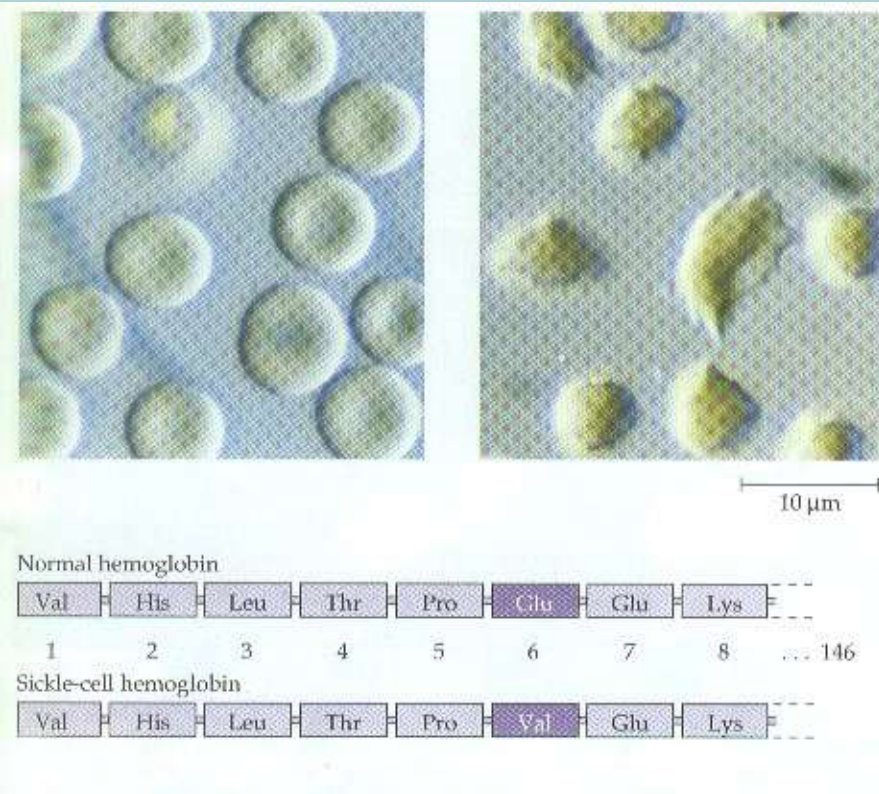 10 µm
Normal hemoglobin
Val His Leu Thr Pro Glu Glu Lys
1 2 3 4 5 6 7 8 ... 146
Sickle-cell hemoglobin
Val His Leu Thr Pro Val Glu Lys